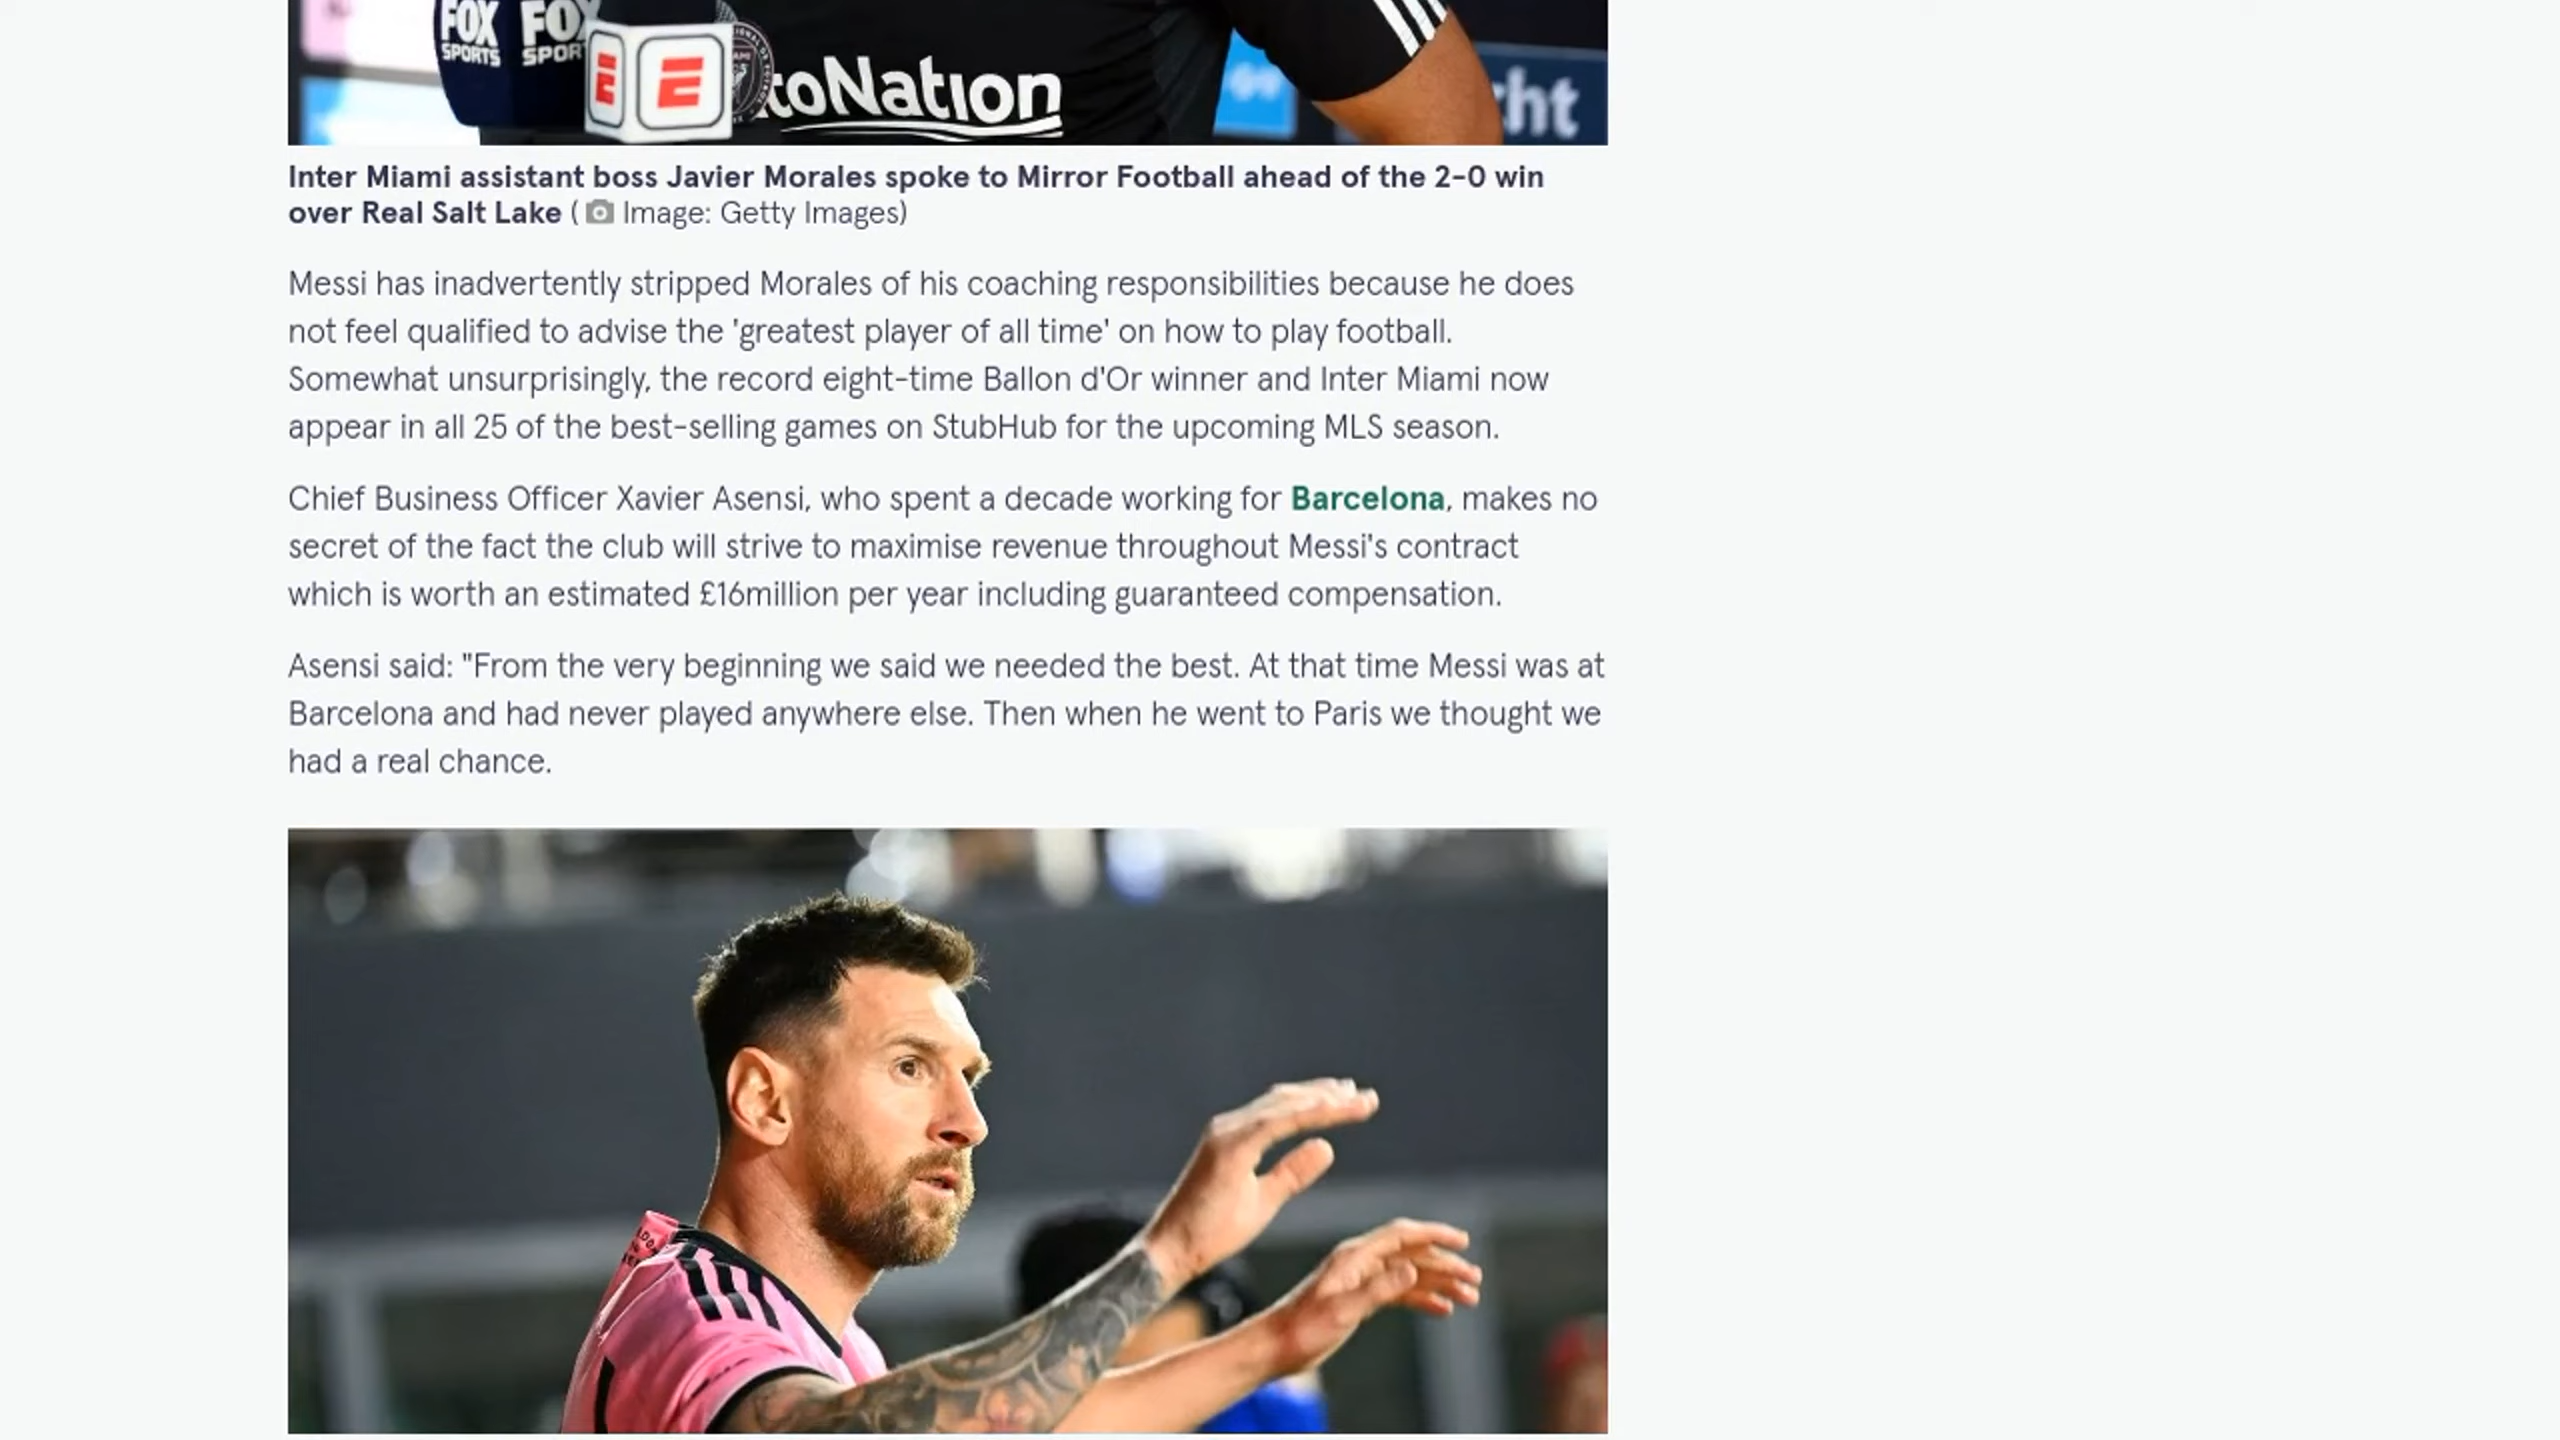 FOX FOX
SPORTS SPORT
E E
toNation
ht
Inter Miami assistant boss Javier Morales spoke to Mirror Football ahead of the 2-0 win
over Real Salt Lake ( Image: Getty Images)
Messi has inadvertently stripped Morales of his coaching responsibilities because he does
not feel qualified to advise the 'greatest player of all time' on how to play football.
Somewhat unsurprisingly, the record eight-time Ballon d'Or winner and Inter Miami now
appear in all 25 of the best-selling games on StubHub for the upcoming MLS season.
Chief Business Officer Xavier Asensi, who spent a decade working for Barcelona, makes no
secret of the fact the club will strive to maximise revenue throughout Messi's contract
which is worth an estimated £16million per year including guaranteed compensation.
Asensi said: "From the very beginning we said we needed the best. At that time Messi was at
Barcelona and had never played anywhere else. Then when he went to Paris we thought we
had a real chance.